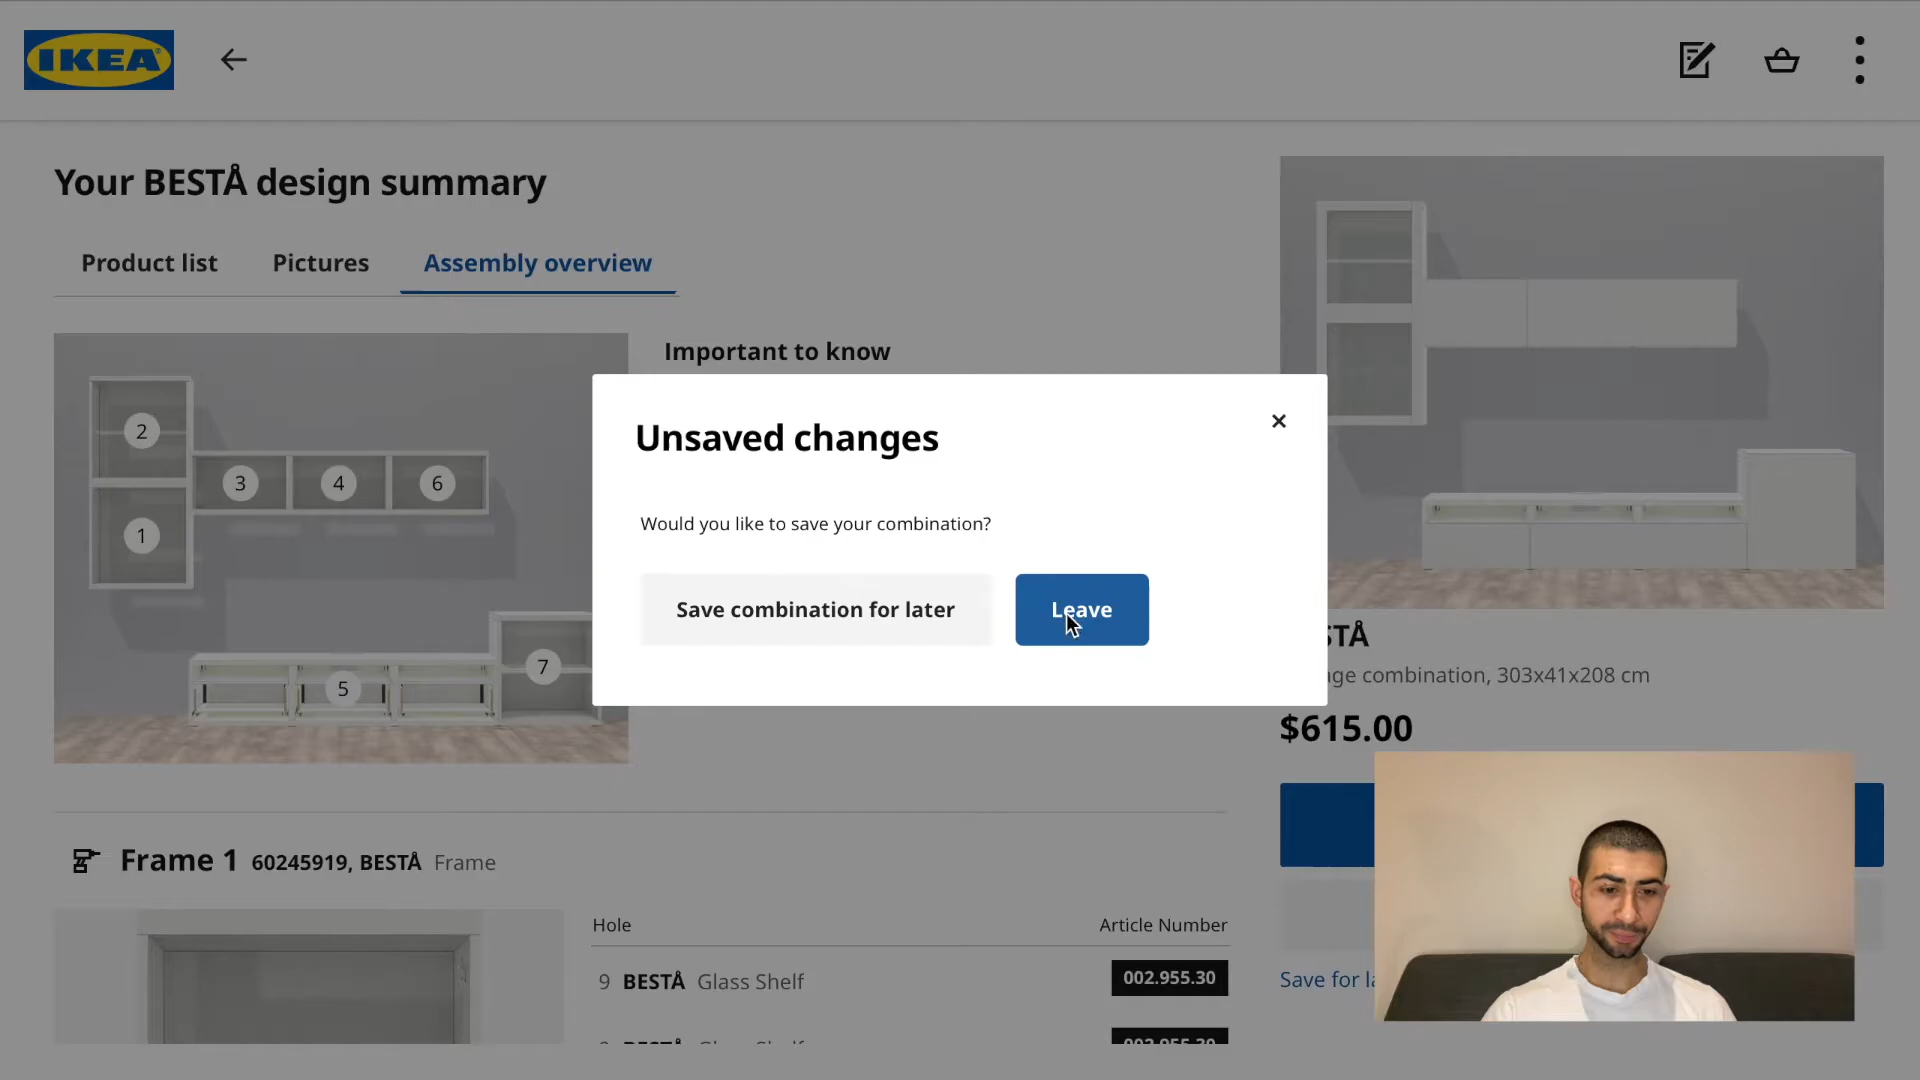 IKEA
Your BESTÅ design summary
Product list
Pictures
Assembly overview
2
3
4
6
1
5
7
Important to know
Unsaved changes
Would you like to save your combination?
Save combination for later
Leave
combination, 303x41x208 cm
$615.00
Frame 1 60245919, BESTÅ Frame
Hole
Article Number
9 BESTÅ Glass Shelf
002.955.30
Save for